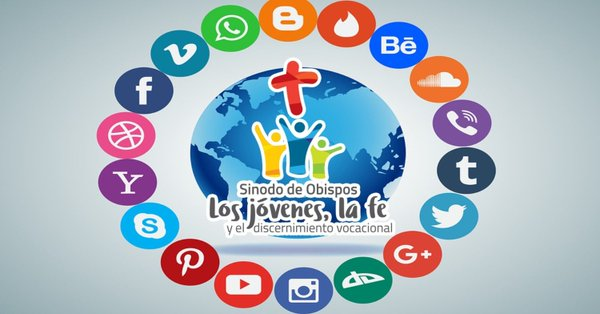 Sinodo de Obispos
Los jóvenes, la fe
y el discernimiento vocacional